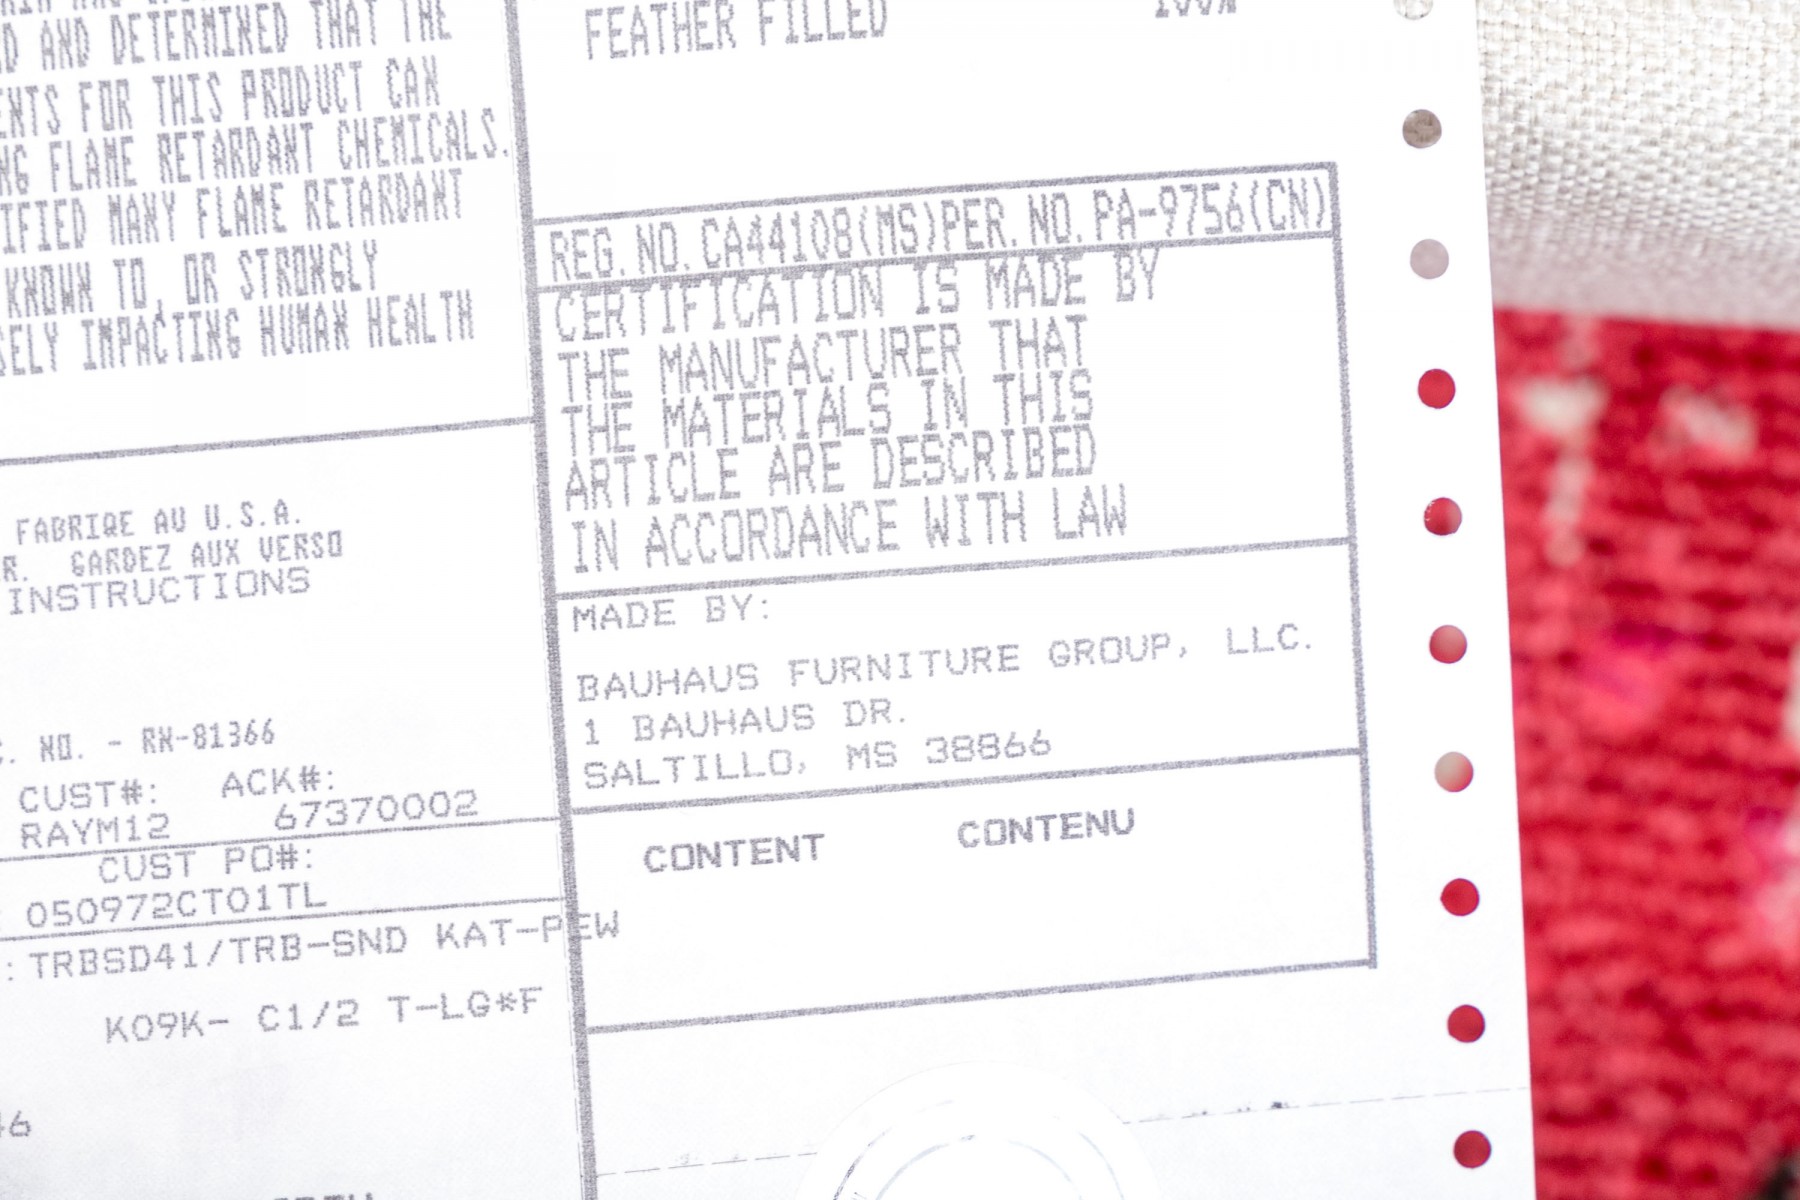 D AND DETERMINED THAT THE
ENTS FOR THIS PRODUCT CAN
NG FLAME RETARDANT CHEMICALS.
IFIED MANY FLAME RETARDANT
KNOWN TO, OR STRONGLY
SELY IMPACTING HUMAN HEALTH
FABRIQE AU U.S.A.
R. GARDEZ AUX VERSO
INSTRUCTIONS
. NO. - RN-81366
CUST#: ACK#:
RAYM12 67370002
CUST PO#:
050972CT01TL
: TRBSD41/TRB-SND KAT-PEW
K09K- C1/2 T-LG*F
46
FEATHER FILLED 100%
REG. NO. CA44108(MS)PER. NO. PA-9756(CN)
CERTIFICATION IS MADE BY
THE MANUFACTURER THAT
THE MATERIALS IN THIS
ARTICLE ARE DESCRIBED
IN ACCORDANCE WITH LAW
MADE BY:
BAUHAUS FURNITURE GROUP, LLC.
1 BAUHAUS DR.
SALTILLO, MS 38866
CONTENT CONTENU